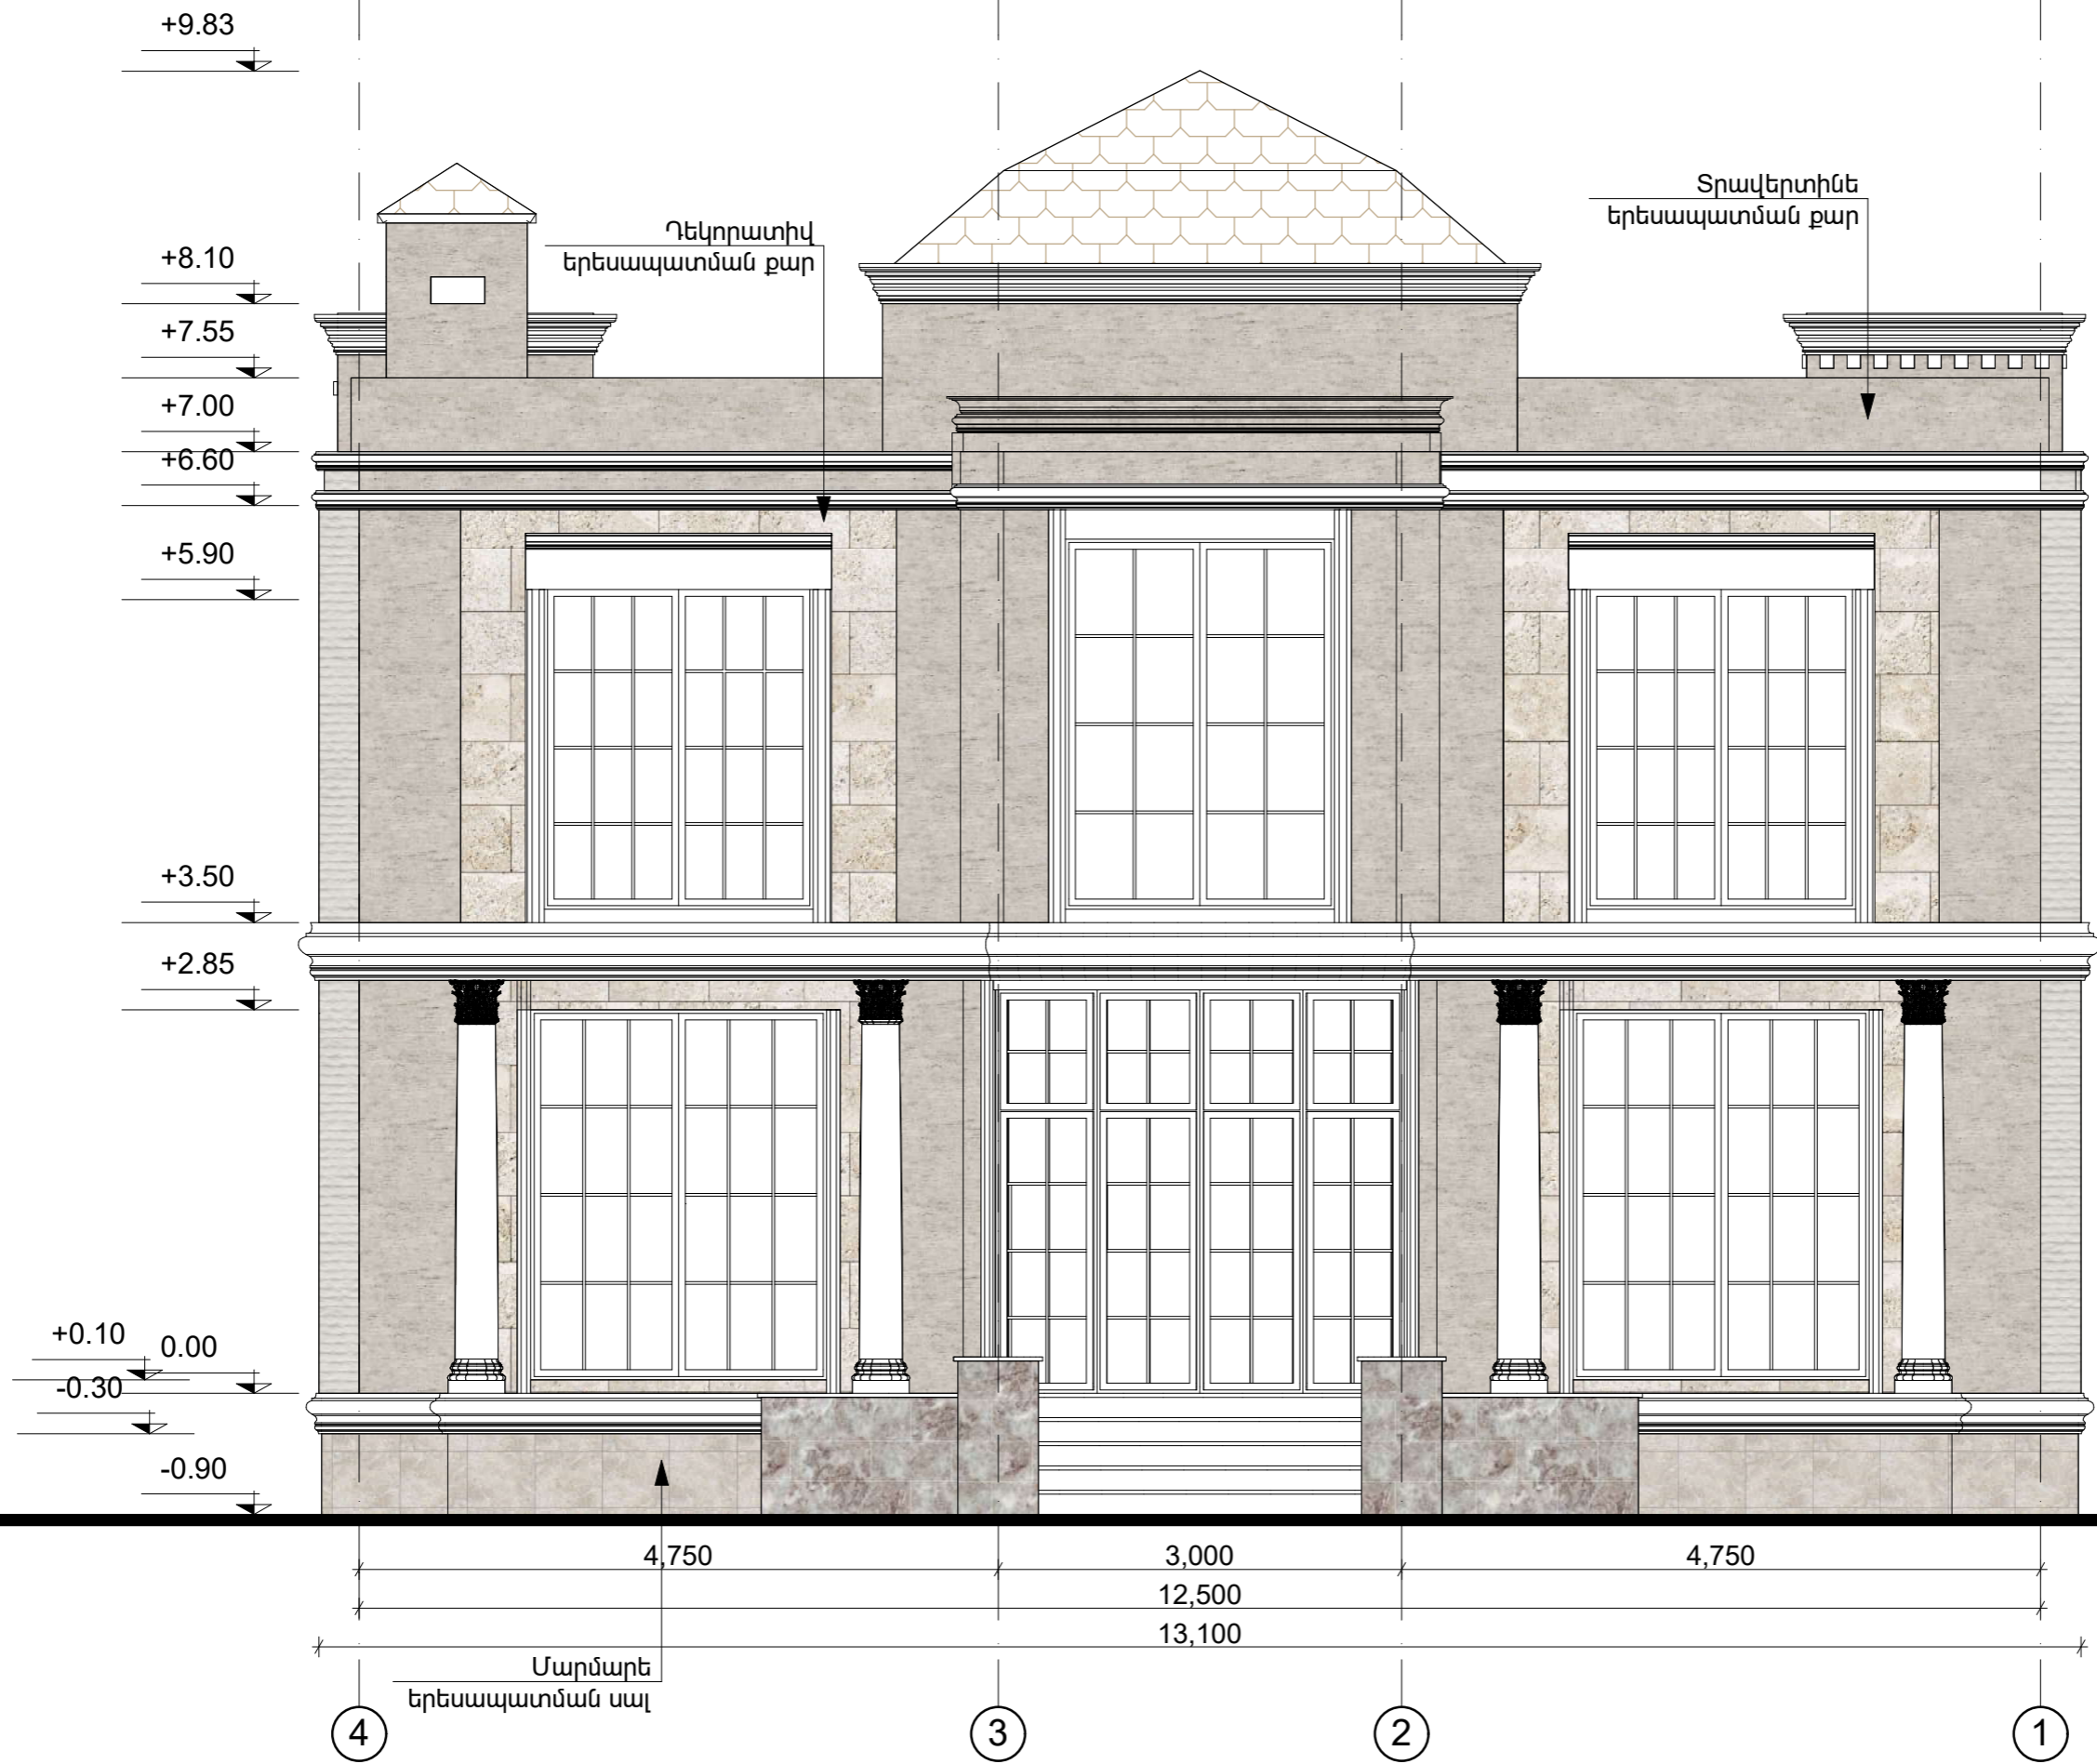 +9.83
Տրավերտինե
երեսապատման քար
Դեկորատիվ
երեսապատման քար
+8.10
+7.55
+7.00
+6.60
+5.90
+3.50
+2.85
+0.10
0.00
-0.30
-0.90
4,750 3,000 4,750
12,500
13,100
Մարմարե
երեսապատման սալ
4 3 2 1